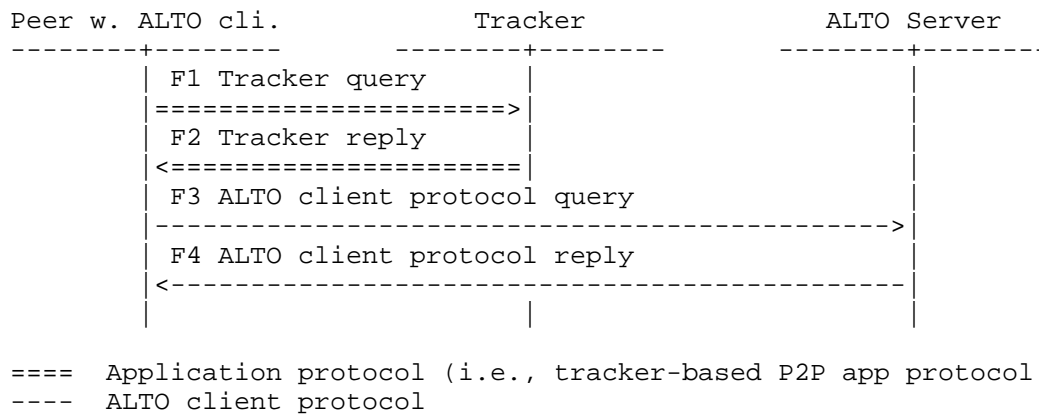 Peer w. ALTO cli.            Tracker               ALTO Server
--------+--------       --------+--------       --------+--------
        | F1 Tracker query      |                       |
        |======================>|                       |
        | F2 Tracker reply      |                       |
        |<======================|                       |
        | F3 ALTO client protocol query                 |
        |---------------------------------------------->|
        | F4 ALTO client protocol reply                 |
        |<----------------------------------------------|
        |                       |                       |
====  Application protocol (i.e., tracker-based P2P app protocol
----  ALTO client protocol